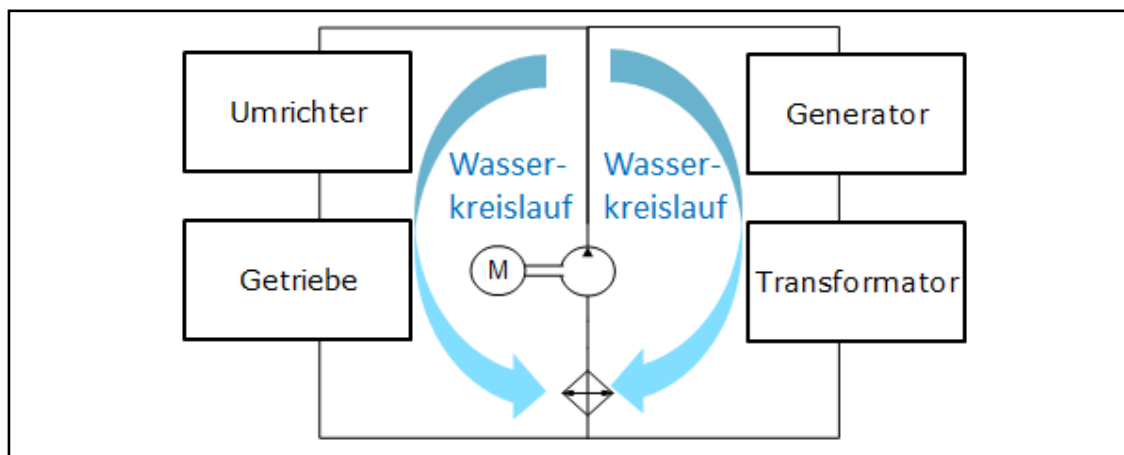 Umrichter
Generator
Wasser-
kreislauf
Wasser-
kreislauf
Getriebe
M
Transformator